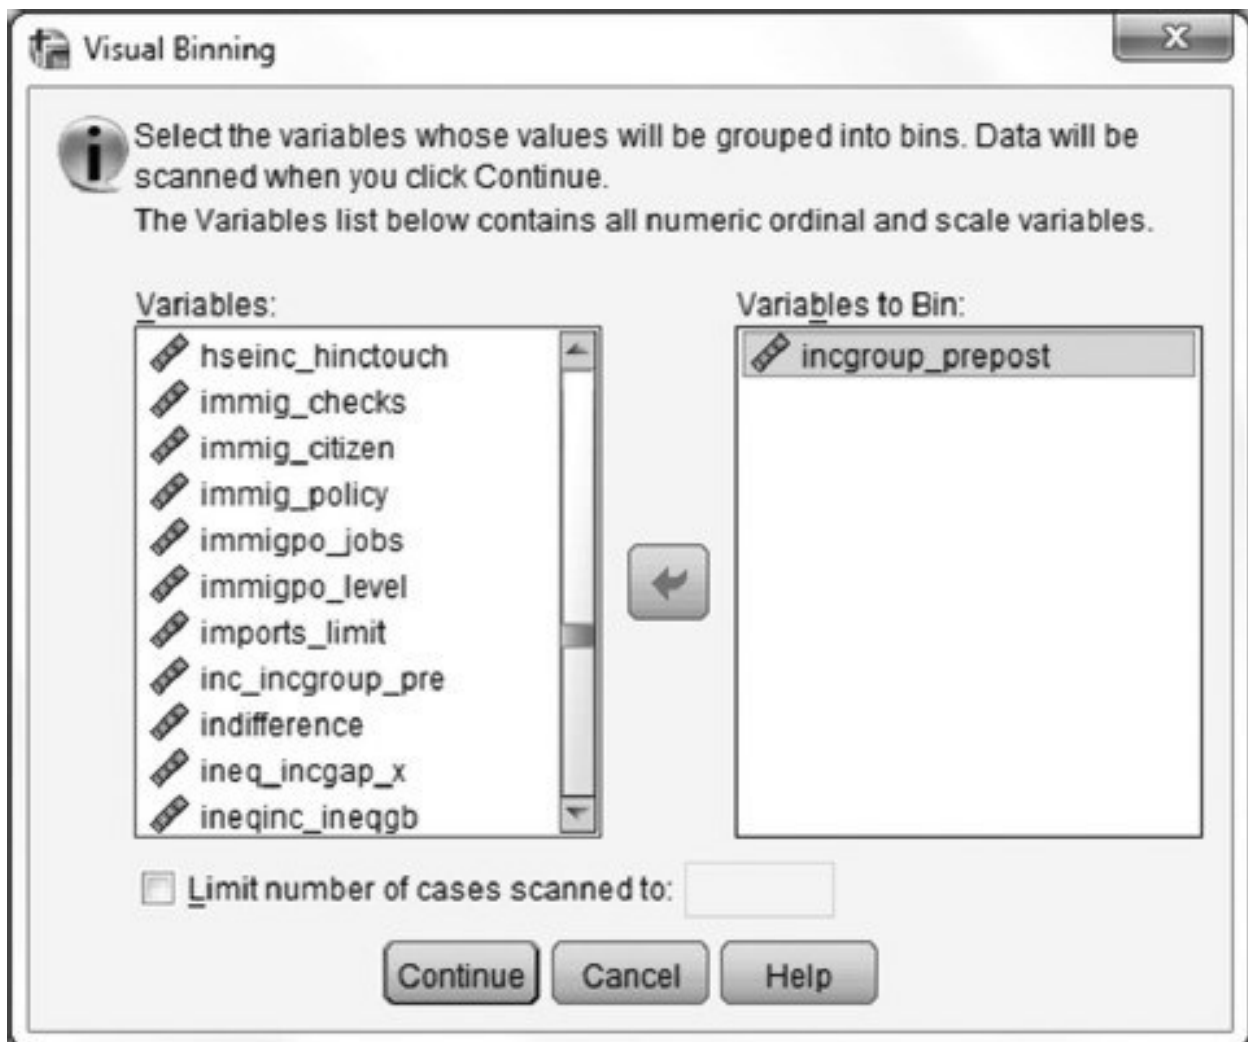 Visual Binning
Select the variables whose values will be grouped into bins. Data will be
scanned when you click Continue.
The Variables list below contains all numeric ordinal and scale variables.
Variables:
hseinc_hinctouch
immig_checks
immig_citizen
immig_policy
immigpo_jobs
immigpo_level
imports_limit
inc_incgroup_pre
indifference
ineq_incgap_x
ineqinc_ineqgb
Variables to Bin:
incgroup_prepost
Limit number of cases scanned to:
Continue
Cancel
Help